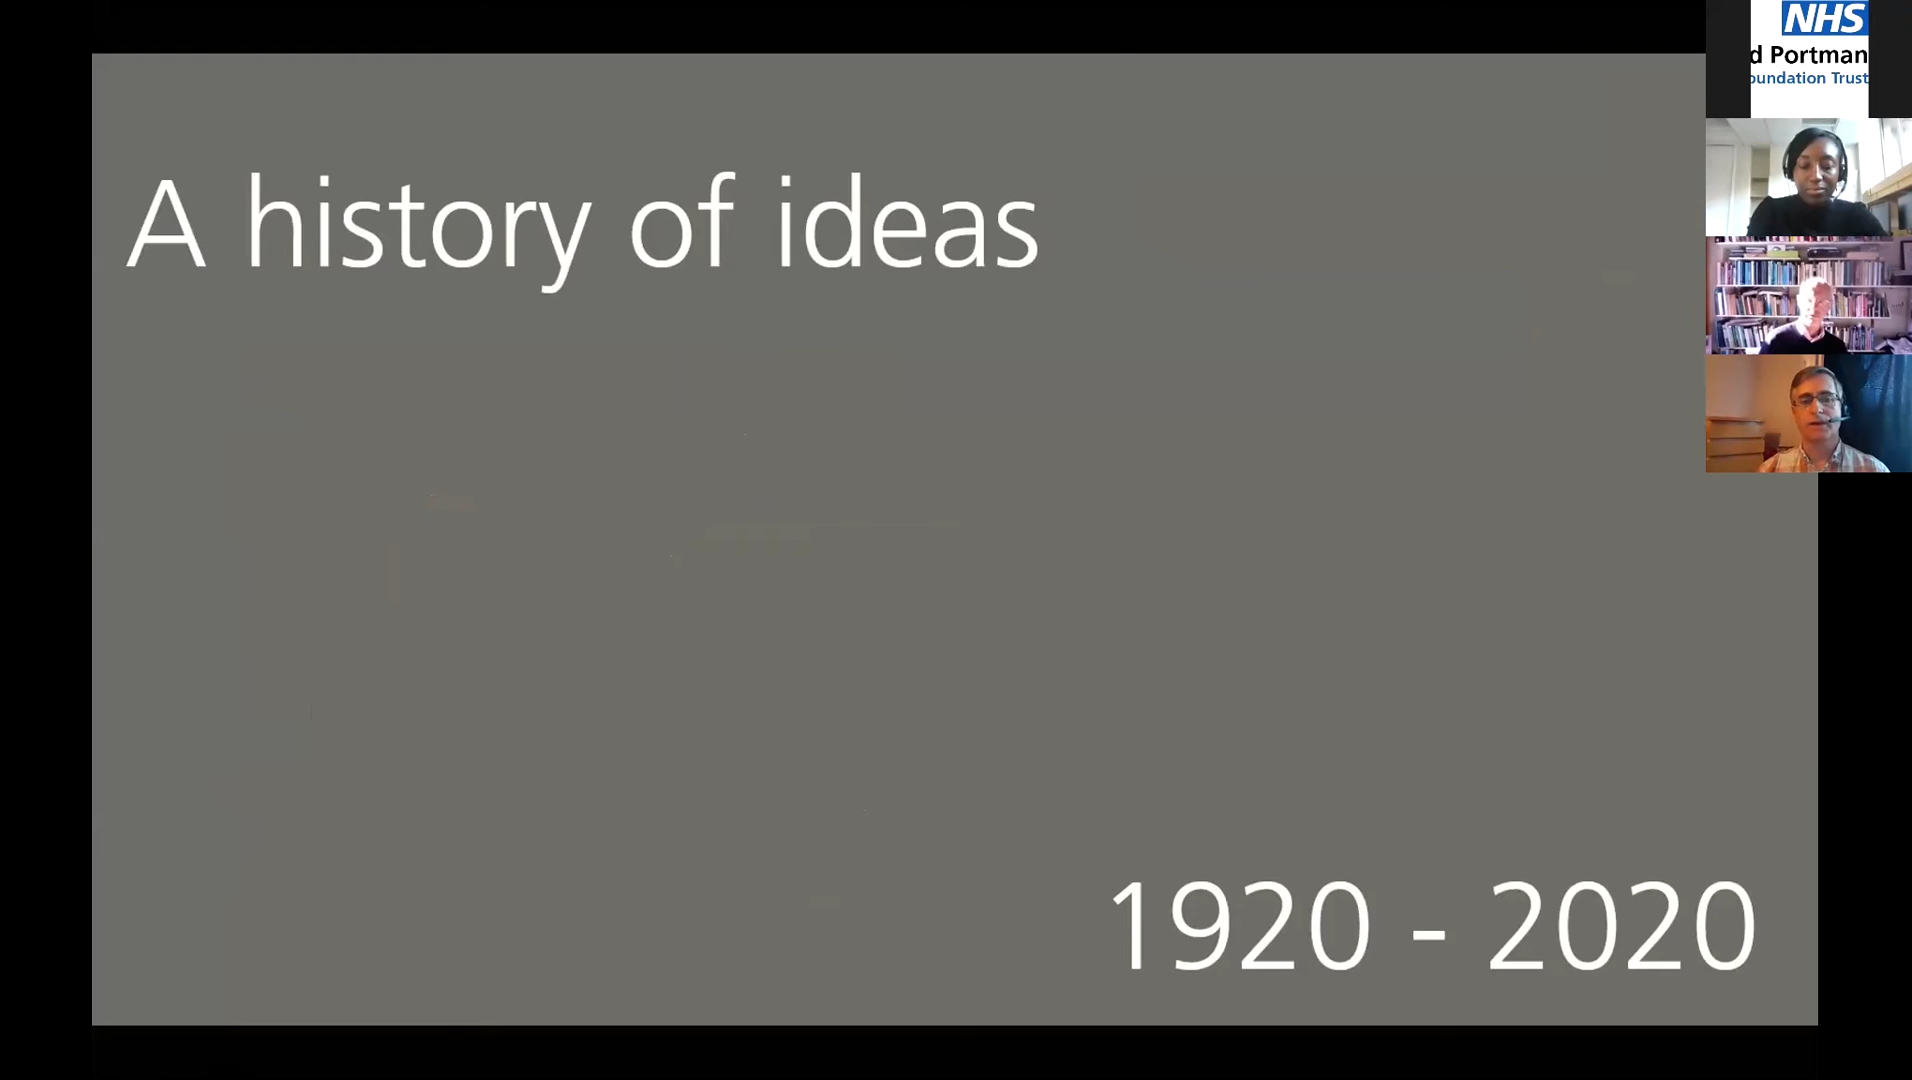 A history of ideas
1920 - 2020
NHS
d Portman
oundation Trust